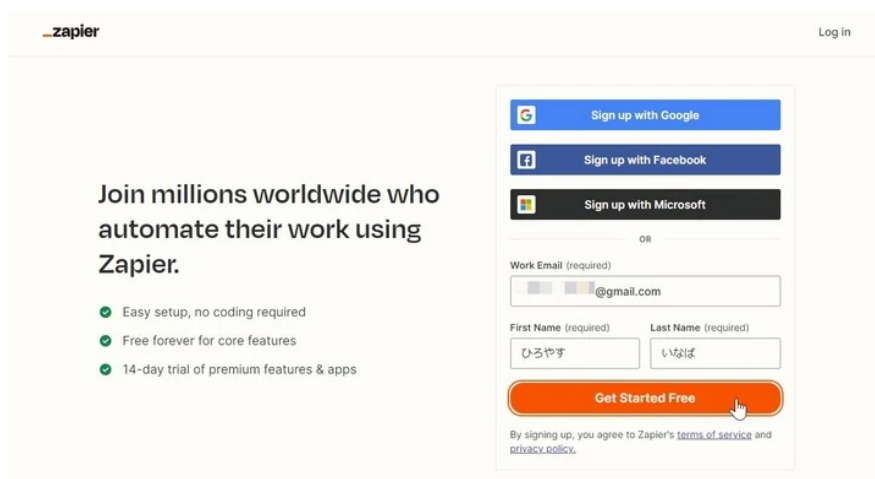 _zapier
Log in
Join millions worldwide who
automate their work using
Zapier.
Easy setup, no coding required
Free forever for core features
14-day trial of premium features & apps
Sign up with Google
Sign up with Facebook
Sign up with Microsoft
OR
Work Email (required)
@gmail.com
First Name (required) Last Name (required)
ひろやす いなば
Get Started Free
By signing up, you agree to Zapier's terms of service and
privacy policy.